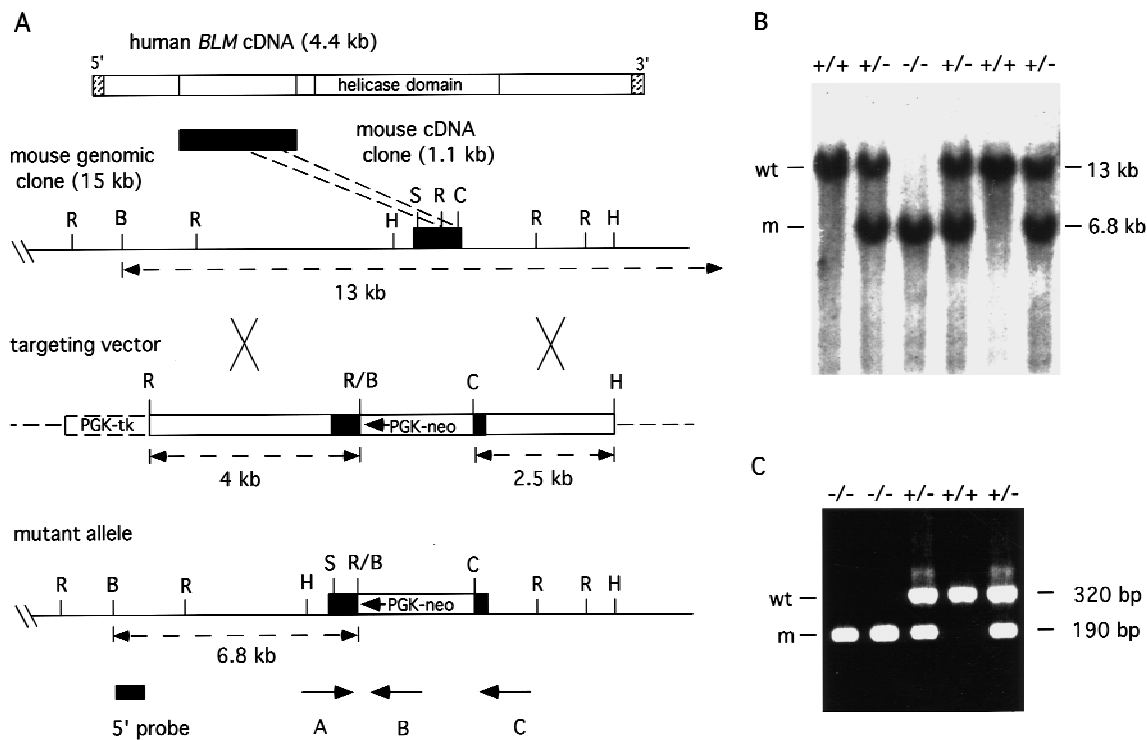 A
human BLM cDNA (4.4 kb)
5'
3'
helicase domain
mouse cDNA
clone (1.1 kb)
mouse genomic
clone (15 kb)
S R C
R B R H R R H
13 kb
targeting vector
R R/B C H
PGK-tk
PGK-neo
4 kb
2.5 kb
mutant allele
R B R H S R/B C R R H
PGK-neo
6.8 kb
5' probe
A B C
B
+/+ +/- -/- +/- +/+ +/-
wt
13 kb
m
6.8 kb
C
-/- -/- +/- +/+ +/-
wt
320 bp
m
190 bp